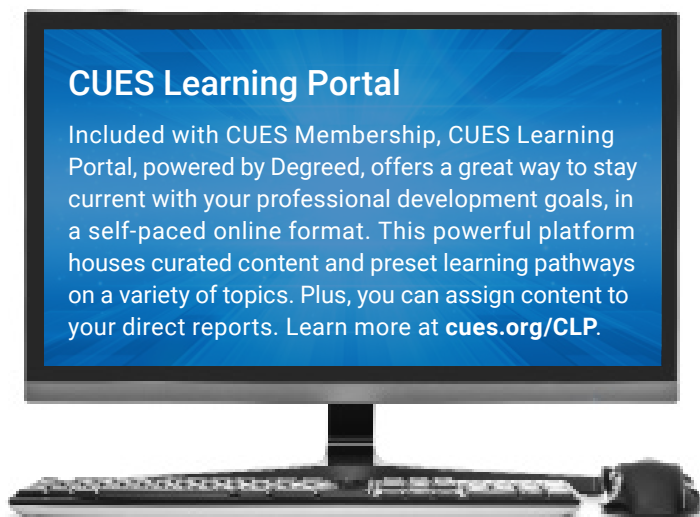 CUES Learning Portal
Included with CUES Membership, CUES Learning
Portal, powered by Degreed, offers a great way to stay
current with your professional development goals, in
a self-paced online format. This powerful platform
houses curated content and preset learning pathways
on a variety of topics. Plus, you can assign content to
your direct reports. Learn more at cues.org/CLP.